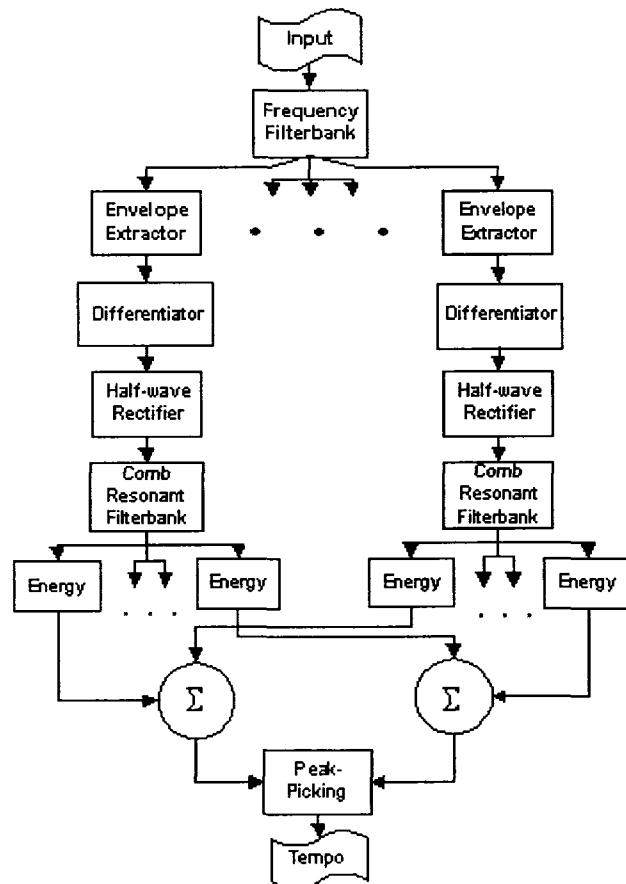 Input
Frequency
Filterbank
Envelope
Extractor
Envelope
Extractor
Differentiator
Differentiator
Half-wave
Rectifier
Half-wave
Rectifier
Comb
Resonant
Filterbank
Comb
Resonant
Filterbank
Energy
Energy
Energy
Energy
Σ
Σ
Peak-
Picking
Tempo